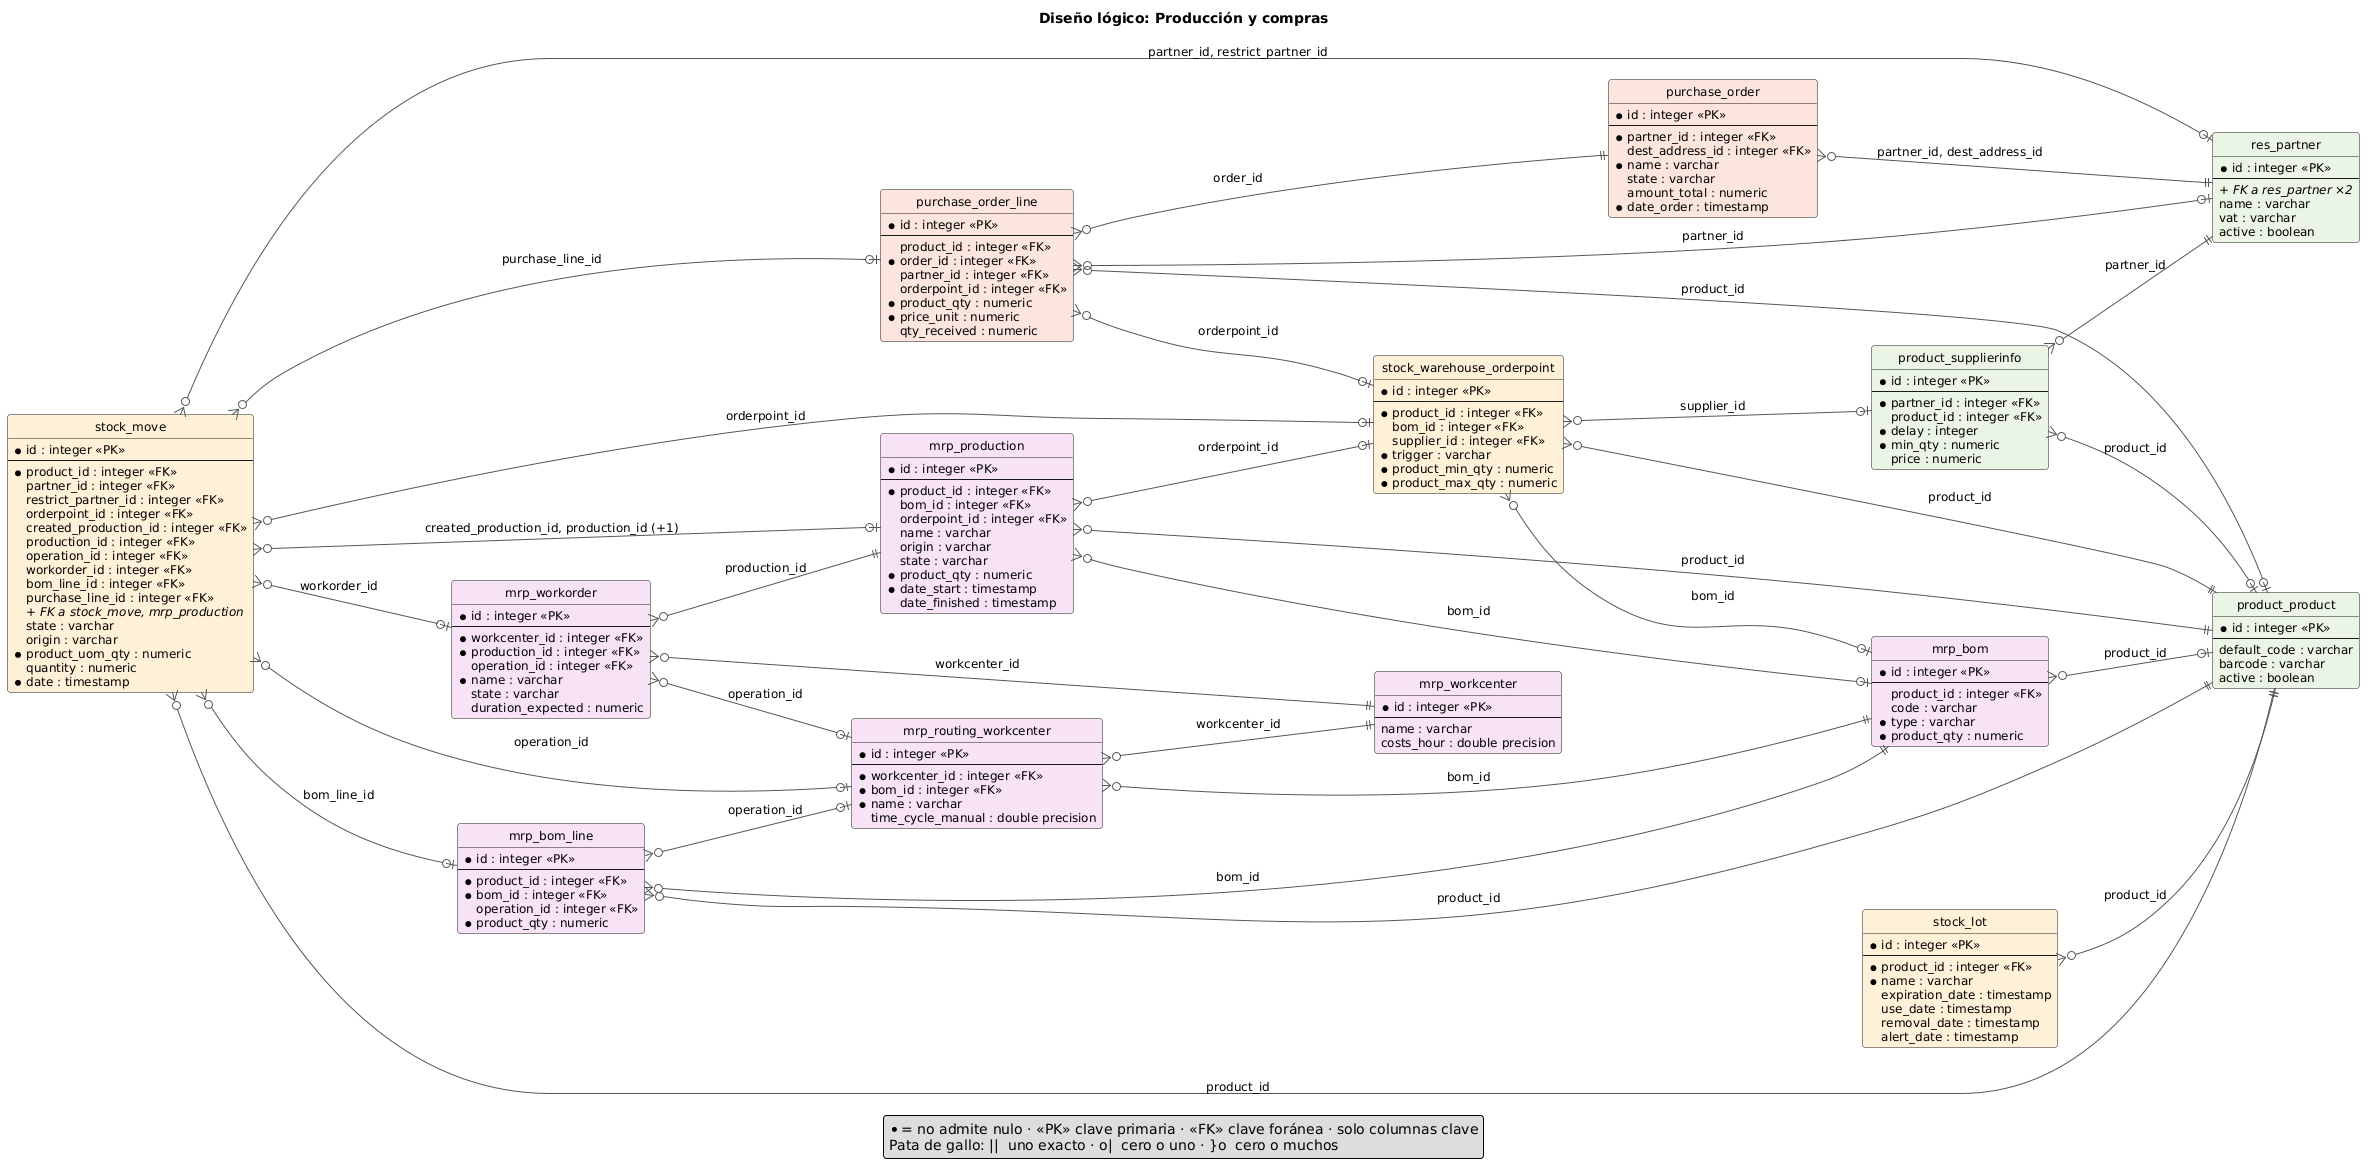 Diseño lógico: Producción y compras
partner_id, restrict_partner_id
purchase_order
• id : integer «PK»
• partner_id : integer «FK»
dest_address_id : integer «FK»
• name : varchar
state : varchar
amount_total : numeric
• date_order : timestamp
partner_id, dest_address_id
res_partner
• id : integer «PK»
+ FK a res_partner ×2
name : varchar
vat : varchar
active : boolean
order_id
purchase_order_line
• id : integer «PK»
product_id : integer «FK»
• order_id : integer «FK»
partner_id : integer «FK»
orderpoint_id : integer «FK»
• product_qty : numeric
• price_unit : numeric
qty_received : numeric
partner_id
purchase_line_id
partner_id
product_id
orderpoint_id
stock_warehouse_orderpoint
• id : integer «PK»
• product_id : integer «FK»
bom_id : integer «FK»
supplier_id : integer «FK»
• trigger : varchar
• product_min_qty : numeric
• product_max_qty : numeric
product_supplierinfo
• id : integer «PK»
• partner_id : integer «FK»
product_id : integer «FK»
• delay : integer
• min_qty : numeric
price : numeric
supplier_id
product_id
product_id
stock_move
• id : integer «PK»
• product_id : integer «FK»
partner_id : integer «FK»
restrict_partner_id : integer «FK»
orderpoint_id : integer «FK»
created_production_id : integer «FK»
production_id : integer «FK»
operation_id : integer «FK»
workorder_id : integer «FK»
bom_line_id : integer «FK»
purchase_line_id : integer «FK»
+ FK a stock_move, mrp_production
state : varchar
origin : varchar
• product_uom_qty : numeric
quantity : numeric
• date : timestamp
orderpoint_id
mrp_production
• id : integer «PK»
• product_id : integer «FK»
bom_id : integer «FK»
orderpoint_id : integer «FK»
name : varchar
origin : varchar
state : varchar
• product_qty : numeric
• date_start : timestamp
date_finished : timestamp
orderpoint_id
created_production_id, production_id (+1)
production_id
product_id
bom_id
bom_id
workorder_id
mrp_workorder
• id : integer «PK»
• workcenter_id : integer «FK»
• production_id : integer «FK»
operation_id : integer «FK»
• name : varchar
state : varchar
duration_expected : numeric
product_product
• id : integer «PK»
default_code : varchar
barcode : varchar
active : boolean
mrp_bom
• id : integer «PK»
product_id : integer «FK»
code : varchar
• type : varchar
• product_qty : numeric
product_id
workcenter_id
operation_id
mrp_workcenter
• id : integer «PK»
name : varchar
costs_hour : double precision
workcenter_id
mrp_routing_workcenter
• id : integer «PK»
• workcenter_id : integer «FK»
• bom_id : integer «FK»
• name : varchar
time_cycle_manual : double precision
operation_id
bom_id
bom_line_id
operation_id
mrp_bom_line
• id : integer «PK»
• product_id : integer «FK»
• bom_id : integer «FK»
operation_id : integer «FK»
• product_qty : numeric
bom_id
product_id
product_id
stock_lot
• id : integer «PK»
• product_id : integer «FK»
• name : varchar
expiration_date : timestamp
use_date : timestamp
removal_date : timestamp
alert_date : timestamp
product_id
• = no admite nulo · «PK» clave primaria · «FK» clave foránea · solo columnas clave
Pata de gallo: || uno exacto · o| cero o uno · }o cero o muchos